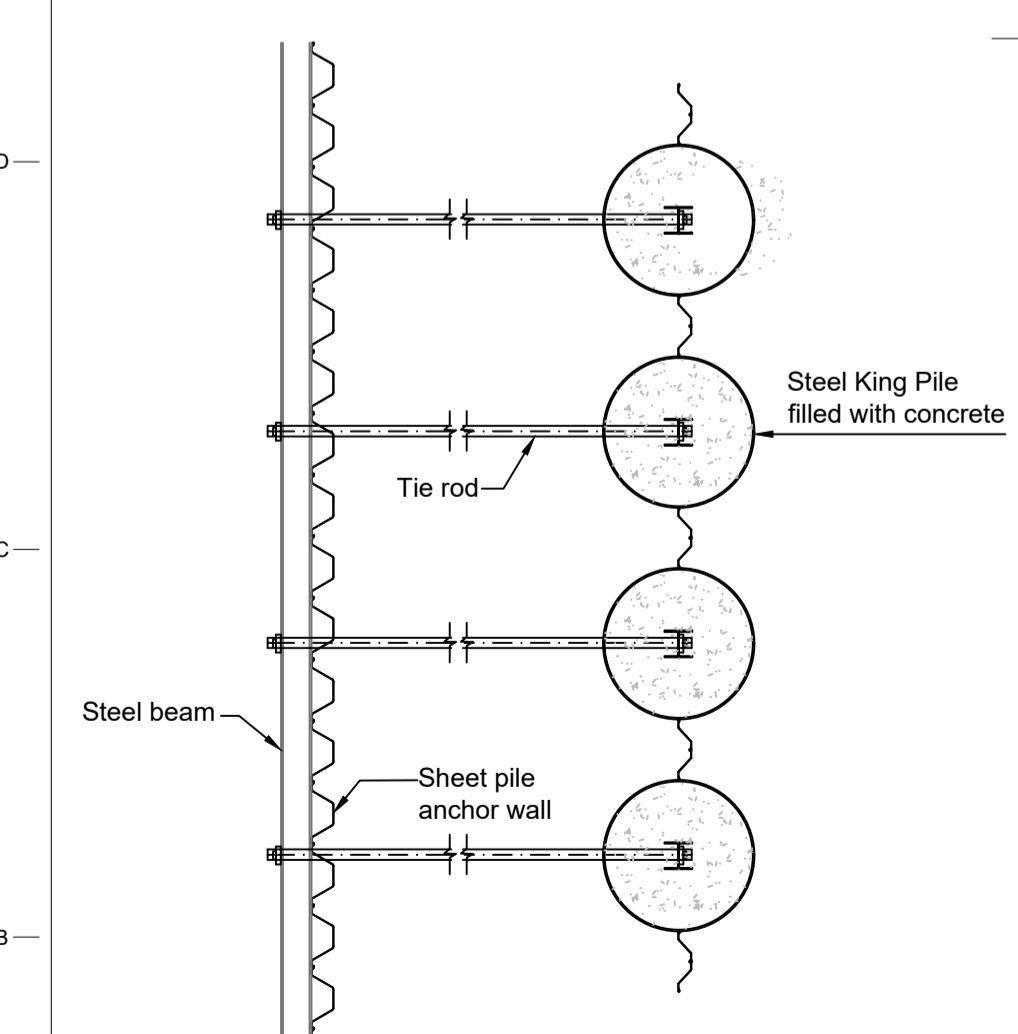 D
Steel King Pile
filled with concrete
Tie rod
C
Steel beam
Sheet pile
anchor wall
B